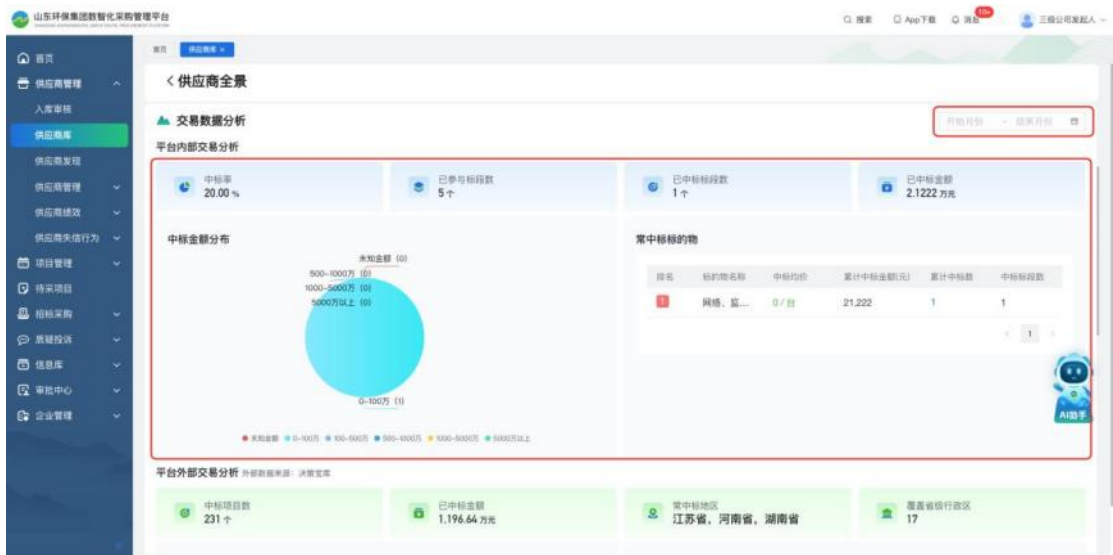 山东环保集团数智化采购管理平台
搜索 App下载 消息 10+ 三级公司发起人
首页 供应商库 ×
首页
供应商管理
入库审核
供应商库
供应商发现
供应商管理
供应商绩效
供应商失信行为
项目管理
待采项目
招标采购
质疑投诉
信息库
审批中心
企业管理
供应商全景
交易数据分析
开始月份 - 结束月份
平台内部交易分析
中标率
20.00 %
已参与标段数
5 个
已中标标段数
1 个
已中标金额
2.1222 万元
中标金额分布
未知金额 (0)
500-1000万 (0)
1000-5000万 (0)
5000万以上 (0)
0-100万 (1)
未知金额 0-100万 100-500万 500-1000万 1000-5000万 5000万以上
常中标标的物
排名 标的物名称 中标均价 累计中标金额(元) 累计中标数 中标标段数
1 网络、监... 0/台 21,222 1 1
1
AI助手
平台外部交易分析 外部数据来源：决策宝库
中标项目数
231 个
已中标金额
1,196.64 万元
常中标地区
江苏省，河南省，湖南省
覆盖省级行政区
17